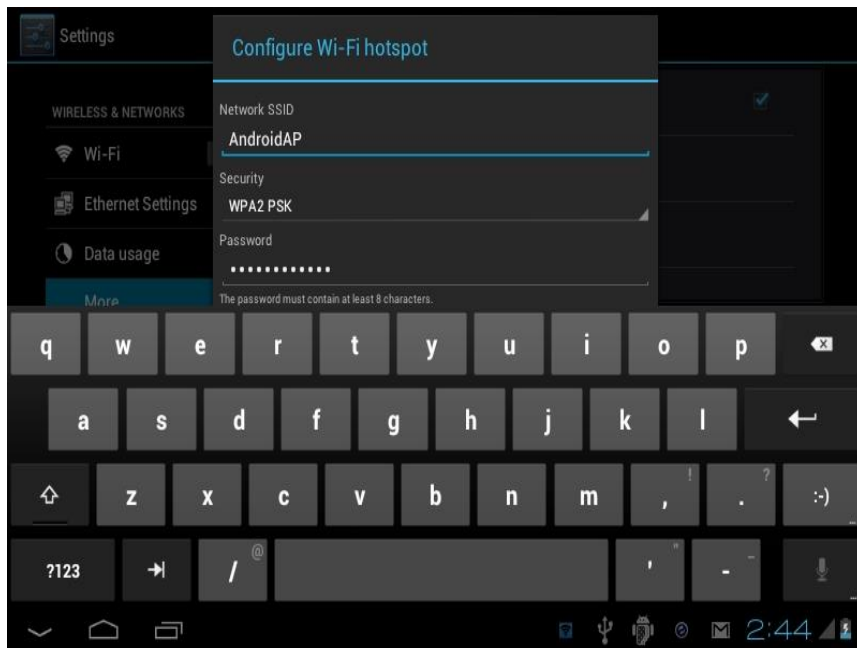 Settings
Configure Wi-Fi hotspot
WIRELESS & NETWORKS
Network SSID
AndroidAP
Wi-Fi
Security
WPA2 PSK
Ethernet Settings
Password
••••••••••••
Data usage
The password must contain at least 8 characters.
More
q w e r t y u i o p
a s d f g h j k l
z x c v b n m , ! . ? :-)
?123 / @ ' " - _
2:44